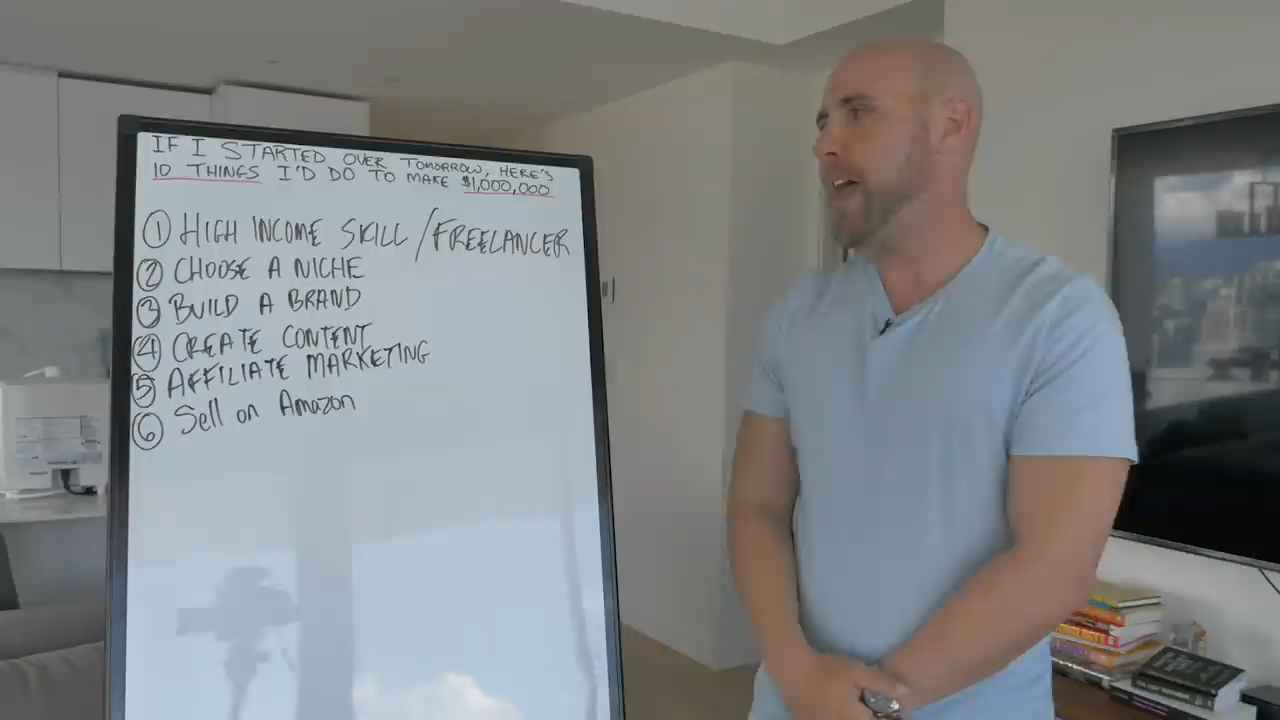 IF I STARTED OVER TOMORROW, HERE'S
10 THINGS I'D DO TO MAKE $1,000,000
1 HIGH INCOME SKILL/FREELANCER
2 CHOOSE A NICHE
3 BUILD A BRAND
4 CREATE CONTENT
5 AFFILIATE MARKETING
6 Sell on Amazon